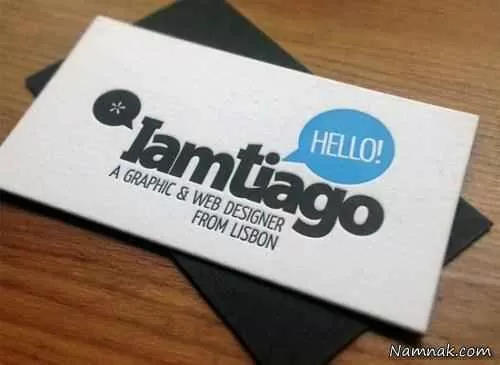 HELLO!
* Iamtiago
A GRAPHIC & WEB DESIGNER
FROM LISBON
Namnak.com